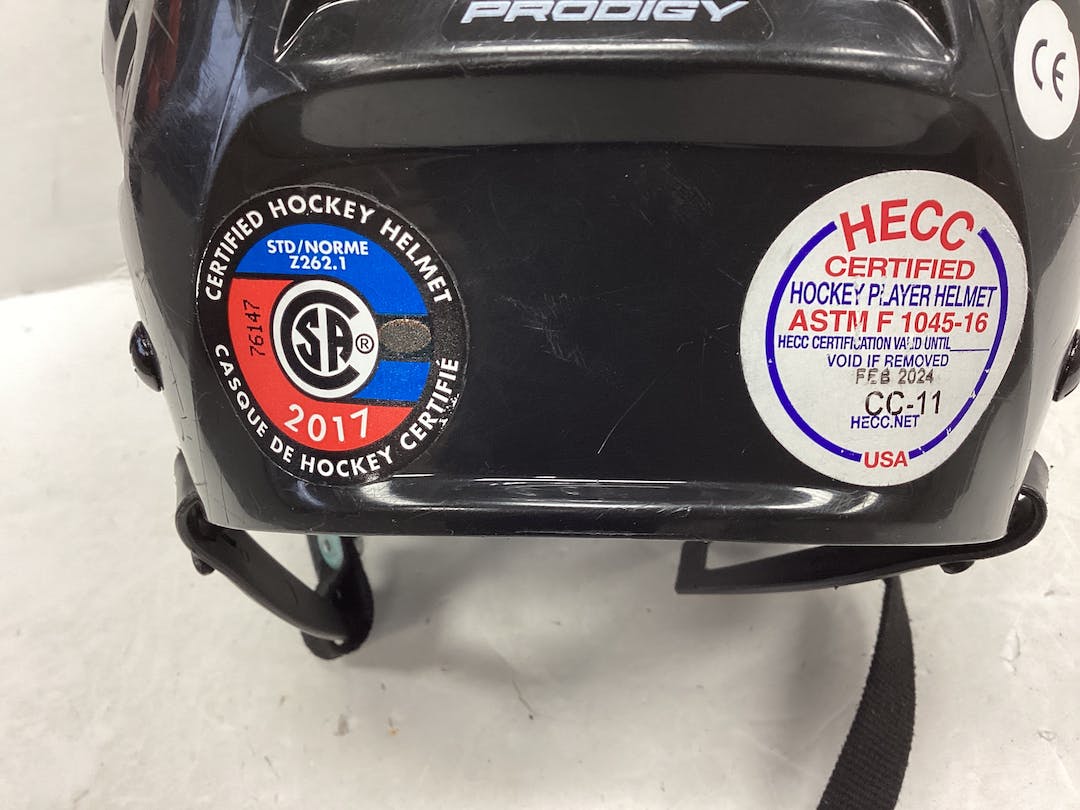 PRODIGY
CE
CERTIFIED HOCKEY HELMET
STD/NORME
Z262.1
76147
CSA®
2017
CASQUE DE HOCKEY CERTIFIÉ
HECC
CERTIFIED
HOCKEY PLAYER HELMET
ASTM F 1045-16
HECC CERTIFICATION VALID UNTIL
VOID IF REMOVED
FEB 2024
CC-11
HECC.NET
USA